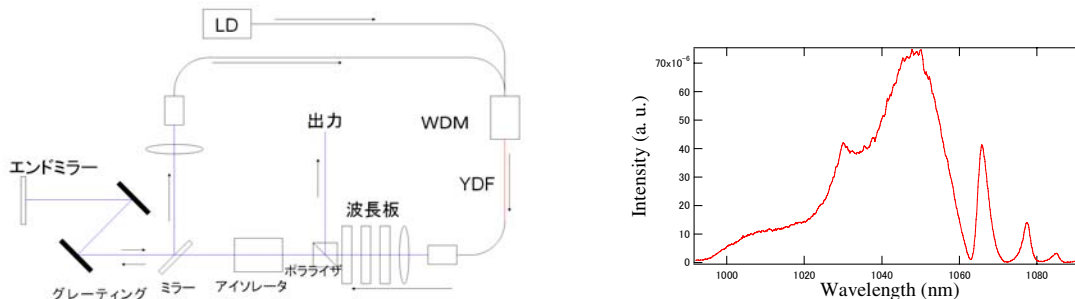 LD
WDM
出力
YDF
エンドミラー
波長板
グレーティング
ミラー
アイソレータ
ポラライザ
Intensity (a. u.)
70x10⁻⁶
60
50
40
30
20
10
0
1000
1020
1040
1060
1080
Wavelength (nm)